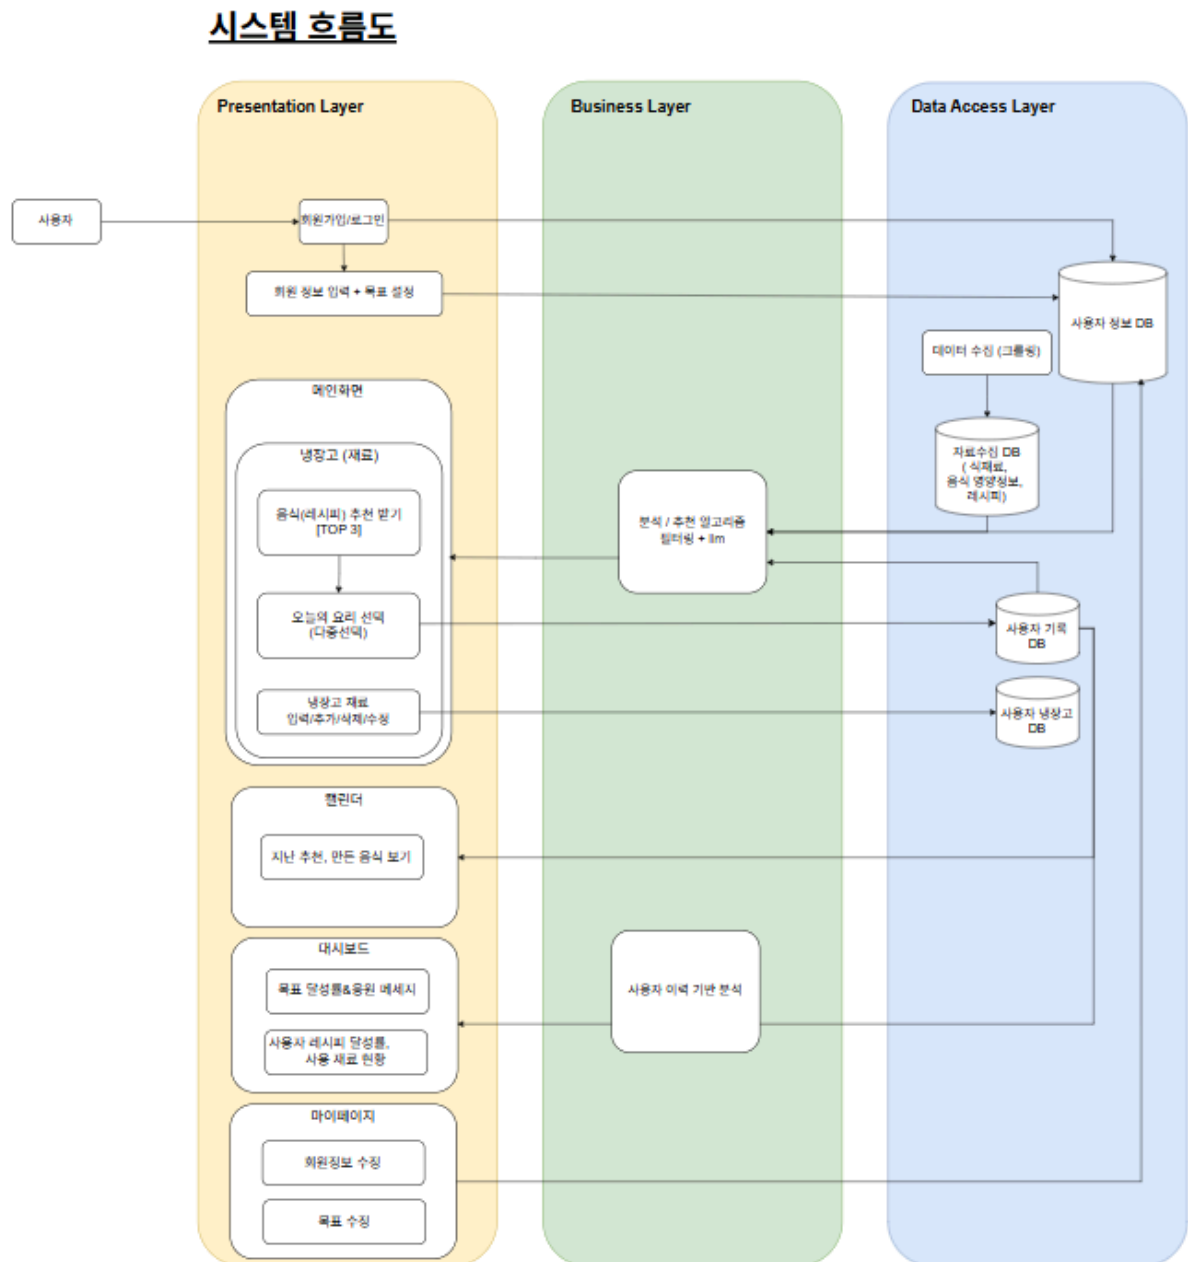 시스템 흐름도
Presentation Layer
Business Layer
Data Access Layer
사용자
회원가입/로그인
회원 정보 입력 + 목표 설정
사용자 정보 DB
데이터 수집 (크롤링)
메인화면
냉장고 (재료)
자료수집 DB
( 식재료,
음식 영양정보,
레시피)
음식(레시피) 추천 받기
[TOP 3]
분석 / 추천 알고리즘
필터링 + llm
오늘의 요리 선택
(다중선택)
사용자 기록
DB
냉장고 재료
입력/추가/삭제/수정
사용자 냉장고
DB
캘린더
지난 추천, 만든 음식 보기
대시보드
목표 달성률&응원 메세지
사용자 이력 기반 분석
사용자 레시피 달성률,
사용 재료 현황
마이페이지
회원정보 수정
목표 수정